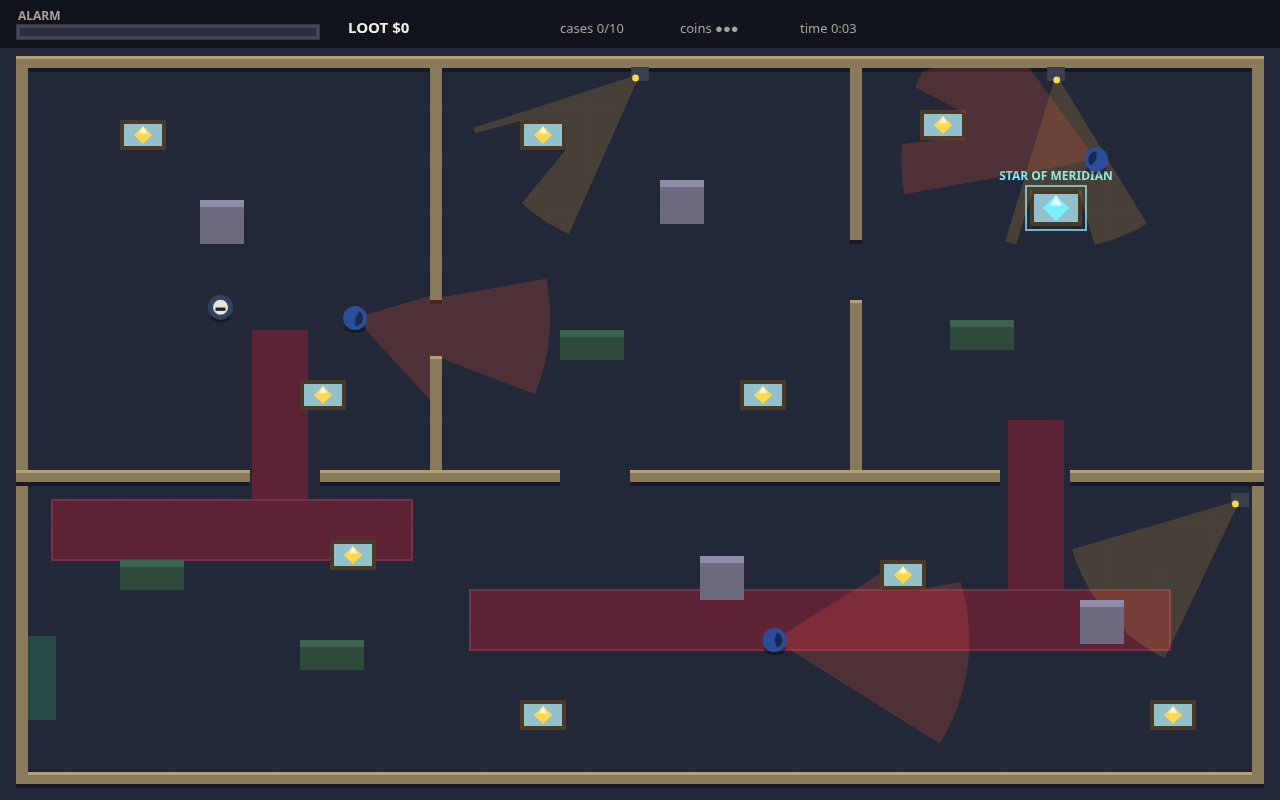 ALARM
LOOT $0
cases 0/10
coins ●●●
time 0:03
STAR OF MERIDIAN